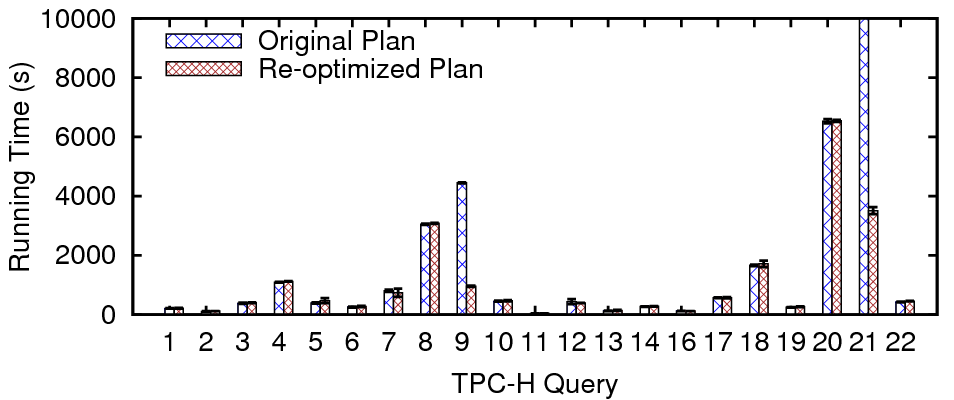 10000
8000
6000
4000
2000
0
Running Time (s)
Original Plan
Re-optimized Plan
1 2 3 4 5 6 7 8 9 10 11 12 13 14 16 17 18 19 20 21 22
TPC-H Query